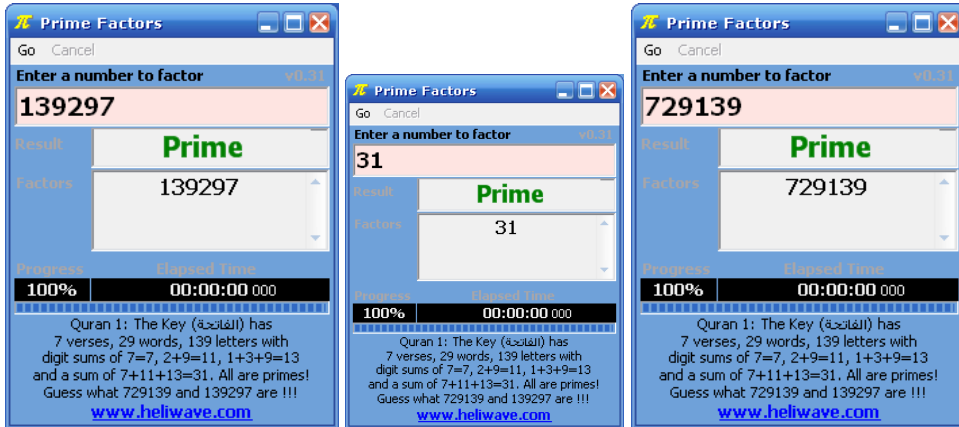 Prime Factors
Go Cancel
Enter a number to factor v0.31
139297
Result Prime
Factors 139297
Progress Elapsed Time
100% 00:00:00 000
Quran 1: The Key (الفاتحة) has
7 verses, 29 words, 139 letters with
digit sums of 7=7, 2+9=11, 1+3+9=13
and a sum of 7+11+13=31. All are primes!
Guess what 729139 and 139297 are !!!
www.heliwave.com
Prime Factors
Go Cancel
Enter a number to factor v0.31
31
Result Prime
Factors 31
Progress Elapsed Time
100% 00:00:00 000
Quran 1: The Key (الفاتحة) has
7 verses, 29 words, 139 letters with
digit sums of 7=7, 2+9=11, 1+3+9=13
and a sum of 7+11+13=31. All are primes!
Guess what 729139 and 139297 are !!!
www.heliwave.com
Prime Factors
Go Cancel
Enter a number to factor v0.31
729139
Result Prime
Factors 729139
Progress Elapsed Time
100% 00:00:00 000
Quran 1: The Key (الفاتحة) has
7 verses, 29 words, 139 letters with
digit sums of 7=7, 2+9=11, 1+3+9=13
and a sum of 7+11+13=31. All are primes!
Guess what 729139 and 139297 are !!!
www.heliwave.com